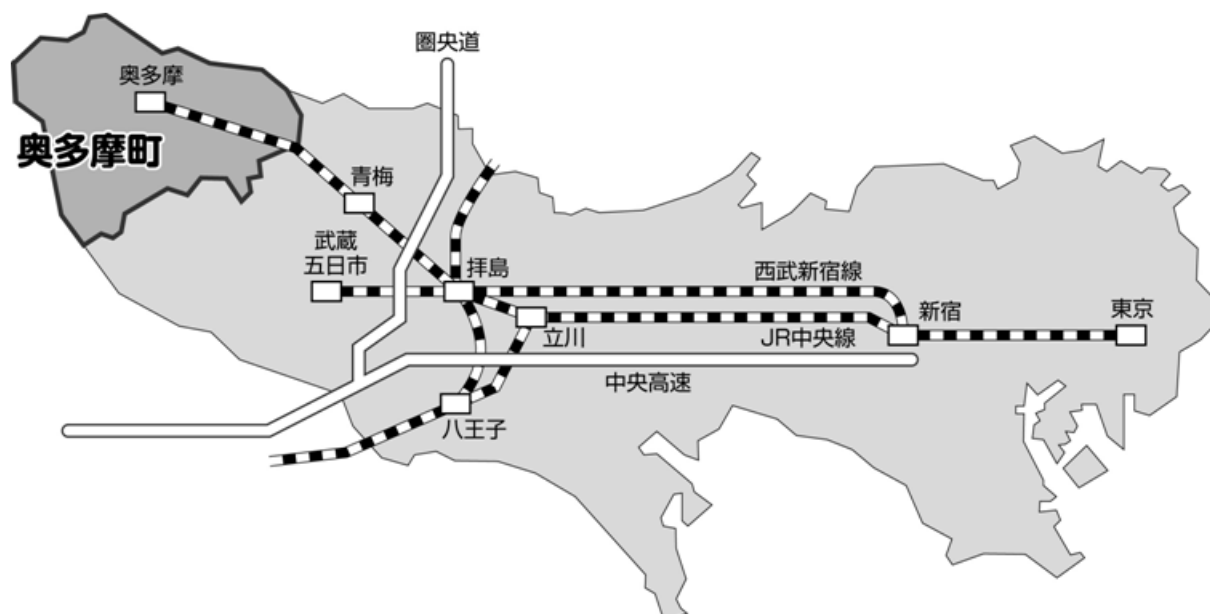 圏央道
奥多摩
奥多摩町
青梅
武蔵
五日市
拝島
西武新宿線
新宿
東京
立川
JR中央線
中央高速
八王子